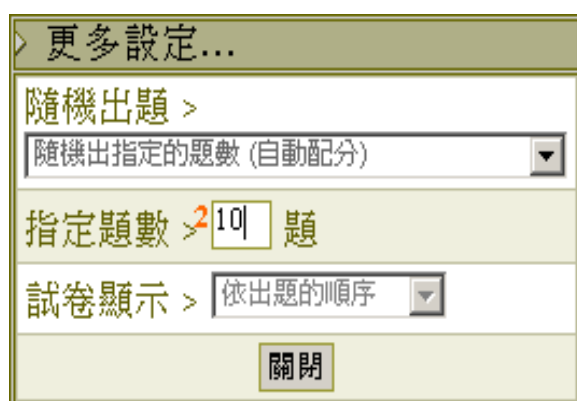 更多設定...
隨機出題 >
隨機出指定的題數 (自動配分)
指定題數 >2 10 題
試卷顯示 > 依出題的順序
關閉